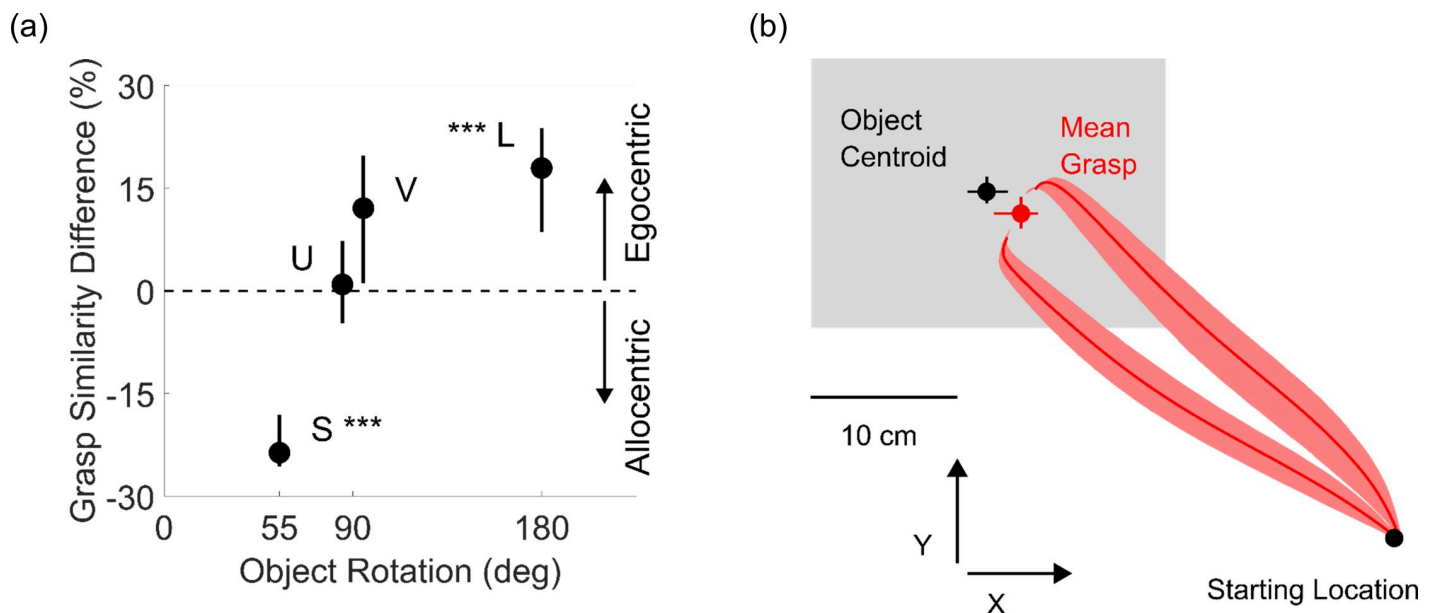 (a)
Grasp Similarity Difference (%)
30
15
0
-15
-30
*** L
V
U
S ***
Egocentric
Allocentric
0
55
90
180
Object Rotation (deg)
(b)
Object
Centroid
Mean
Grasp
10 cm
Y
X
Starting Location